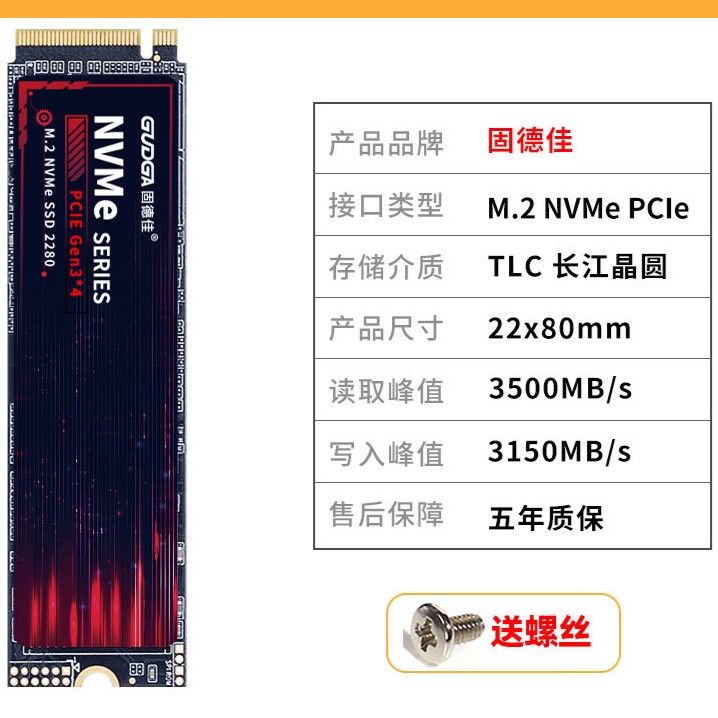 GUDGA 固德佳®
NVMe SERIES
PCIE Gen3*4
M.2 NVMe SSD 2280
产品品牌 固德佳
接口类型 M.2 NVMe PCIe
存储介质 TLC 长江晶圆
产品尺寸 22x80mm
读取峰值 3500MB/s
写入峰值 3150MB/s
售后保障 五年质保
送螺丝